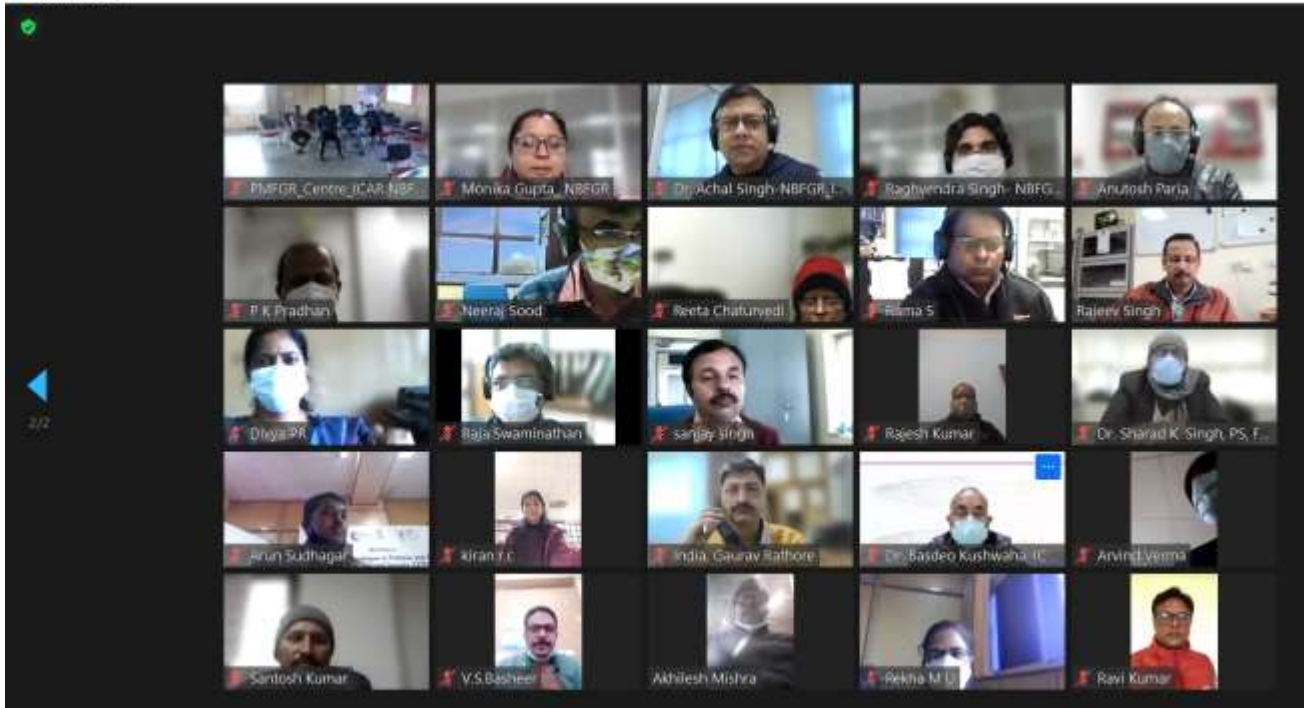 PMFGR_Centre_ICAR NBF...
Monika Gupta_ NBFGR
Dr. Achal Singh-NBFGR, I...
Raghvendra Singh- NBFG...
Anutosh Paria
P K Pradhan
Neeraj Sood
Reeta Chaturvedi
Rama S
Rajeev Singh
2/2
Divya PR
Raja Swaminathan
sanjay singh
Rajesh Kumar
Dr. Sharad K. Singh, PS, F...
Arun Sudhagar
kiran r.c
India, Gaurav Rathore
Dr. Basdeo Kushwaha, IC
Arvind Verma
Santosh Kumar
V.S.Basheer
Akhilesh Mishra
Rekha M U
Ravi Kumar